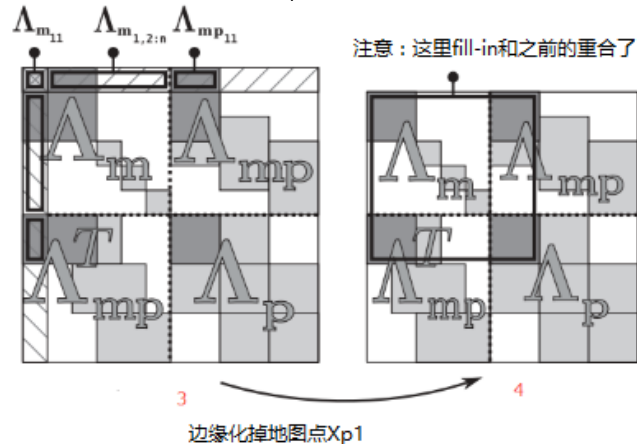 Λm11 Λm1,2:n Λmp11
注意：这里fill-in和之前的重合了
Λm Λmp
ΛmpT Λp
Λm Λmp
ΛmpT Λp
3
4
边缘化掉地图点Xp1